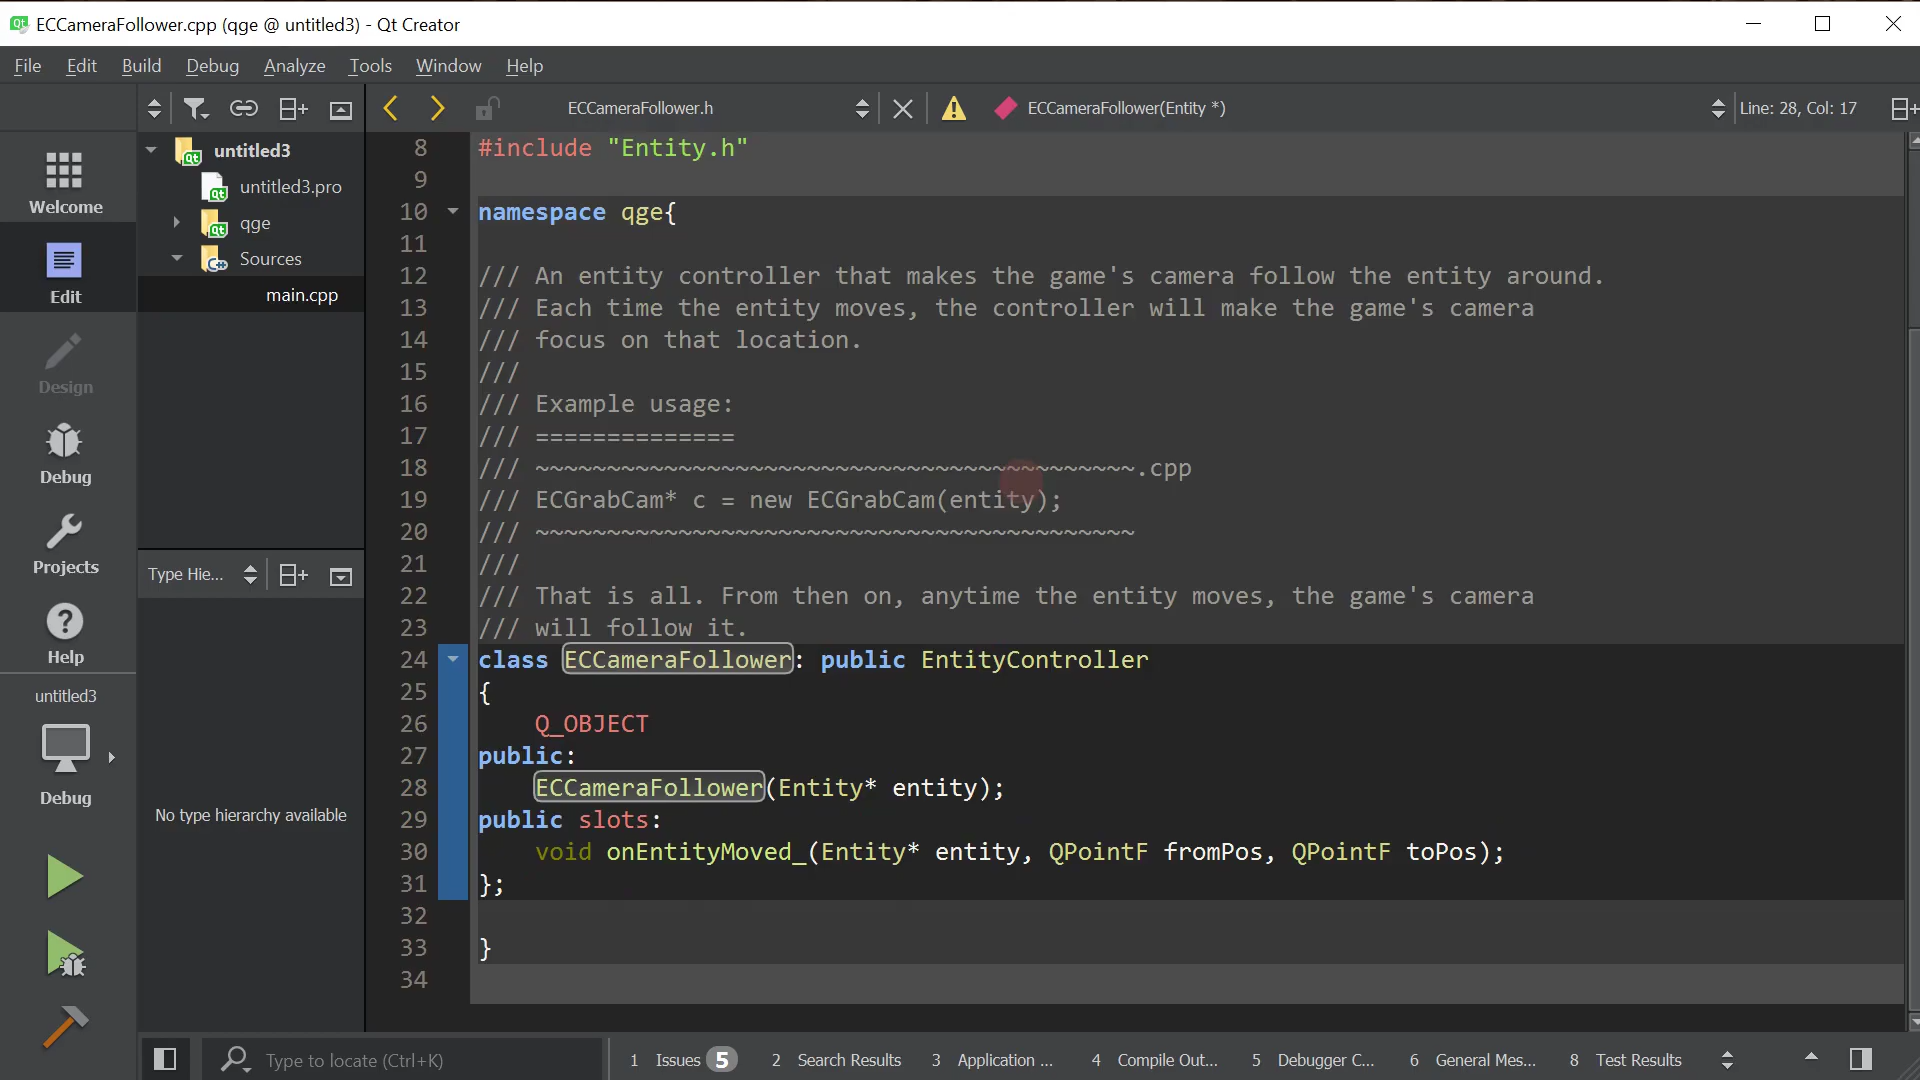 ECCameraFollower.cpp (qge @ untitled3) - Qt Creator
File Edit Build Debug Analyze Tools Window Help
ECCameraFollower.h
ECCameraFollower(Entity *)
Line: 28, Col: 17
Welcome
Edit
Design
Debug
Projects
Help
untitled3
Debug
untitled3
untitled3.pro
qge
Sources
main.cpp
Type Hie...
No type hierarchy available
8 #include "Entity.h"
9
10 namespace qge{
11
12 /// An entity controller that makes the game's camera follow the entity around.
13 /// Each time the entity moves, the controller will make the game's camera
14 /// focus on that location.
15 ///
16 /// Example usage:
17 /// ==============
18 /// ~~~~~~~~~~~~~~~~~~~~~~~~~~~~~~~~~~~~~~~~~~.cpp
19 /// ECGrabCam* c = new ECGrabCam(entity);
20 /// ~~~~~~~~~~~~~~~~~~~~~~~~~~~~~~~~~~~~~~~~~~
21 ///
22 /// That is all. From then on, anytime the entity moves, the game's camera
23 /// will follow it.
24 class ECCameraFollower: public EntityController
25 {
26     Q_OBJECT
27 public:
28     ECCameraFollower(Entity* entity);
29 public slots:
30     void onEntityMoved_(Entity* entity, QPointF fromPos, QPointF toPos);
31 };
32
33 }
34
Type to locate (Ctrl+K)
1 Issues 5 2 Search Results 3 Application ... 4 Compile Out... 5 Debugger C... 6 General Mes... 8 Test Results